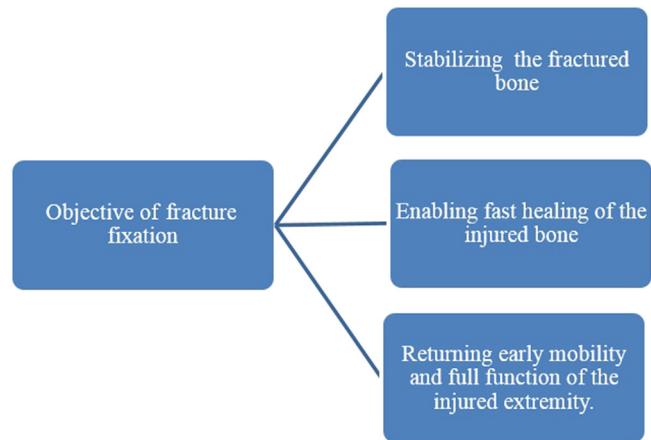 Stabilizing the fractured
bone
Objective of fracture
fixation
Enabling fast healing of the
injured bone
Returning early mobility
and full function of the
injured extremity.